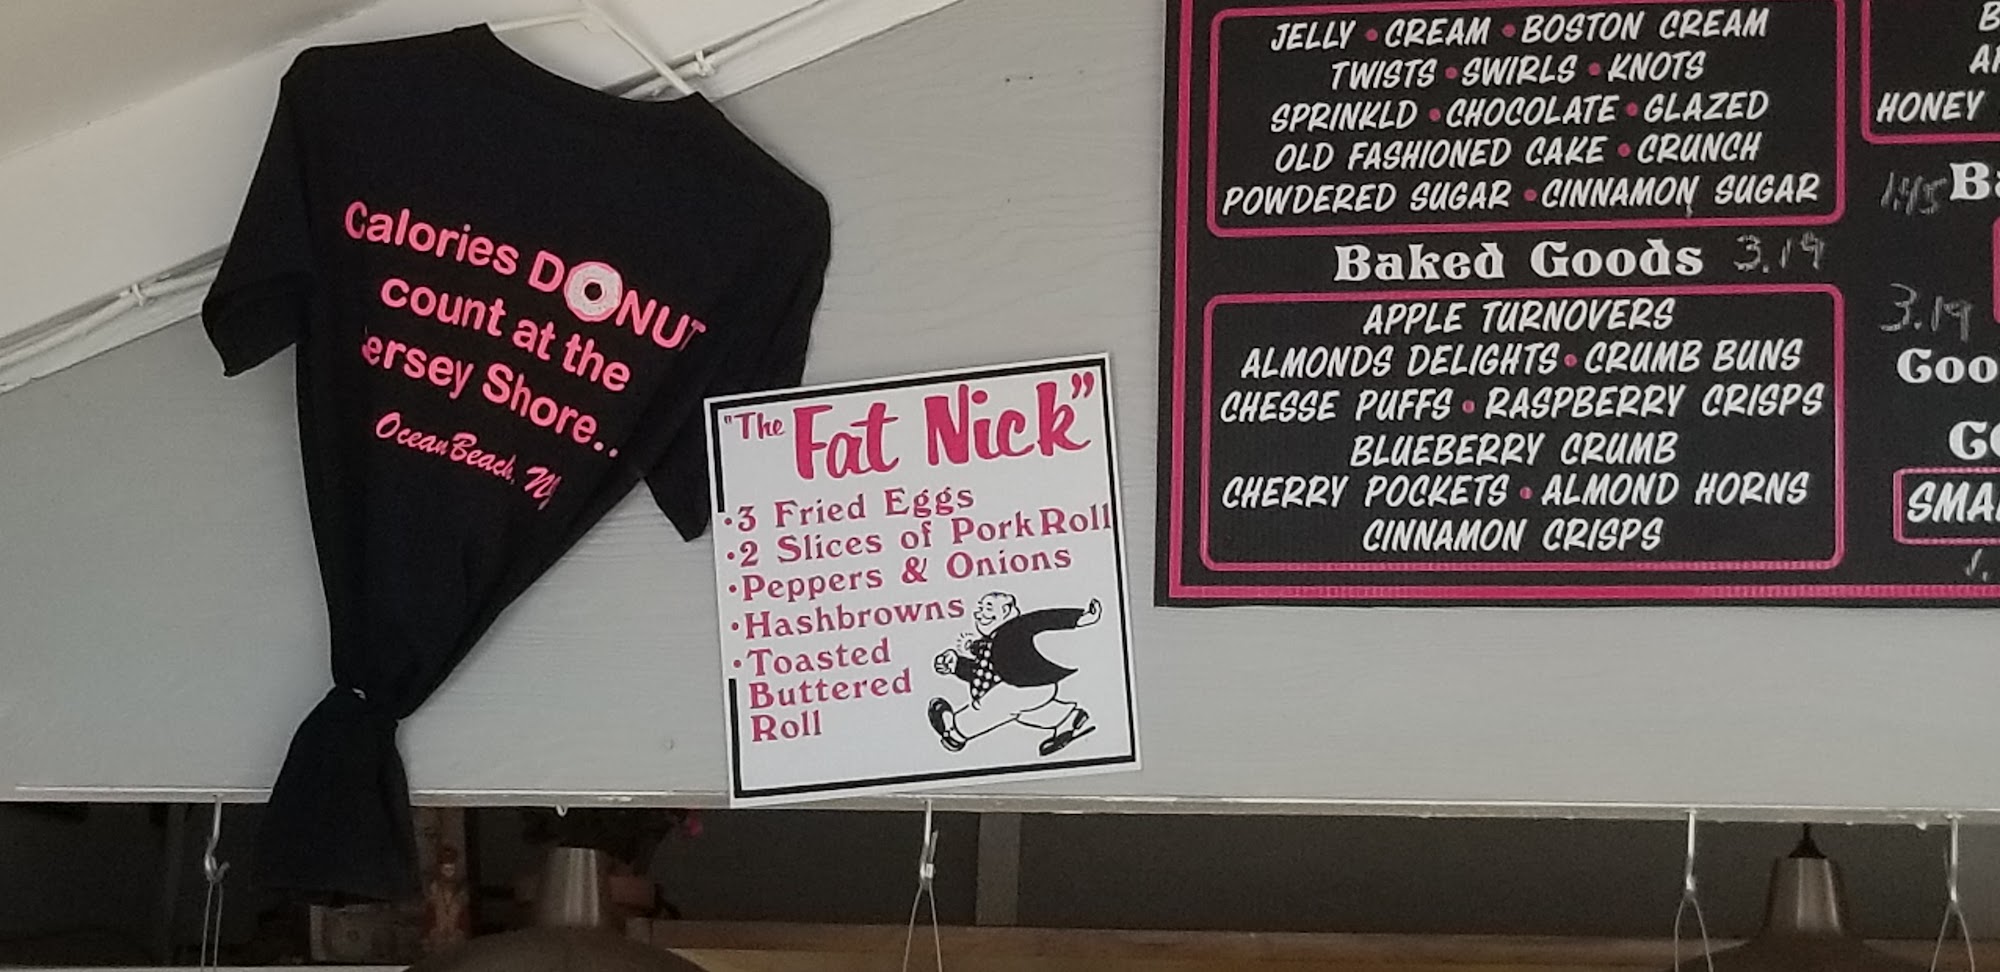 Calories DONUT
count at the
ersey Shore..
Ocean Beach, NJ
"The Fat Nick"
•3 Fried Eggs
•2 Slices of Pork Roll
•Peppers & Onions
•Hashbrowns
•Toasted
Buttered
Roll
JELLY • CREAM • BOSTON CREAM
TWISTS • SWIRLS • KNOTS
SPRINKLD • CHOCOLATE • GLAZED
OLD FASHIONED CAKE • CRUNCH
POWDERED SUGAR • CINNAMON SUGAR
Baked Goods 3.19
APPLE TURNOVERS
ALMONDS DELIGHTS • CRUMB BUNS
CHESSE PUFFS • RASPBERRY CRISPS
BLUEBERRY CRUMB
CHERRY POCKETS • ALMOND HORNS
CINNAMON CRISPS
HONEY
3.19
Goo
SMA